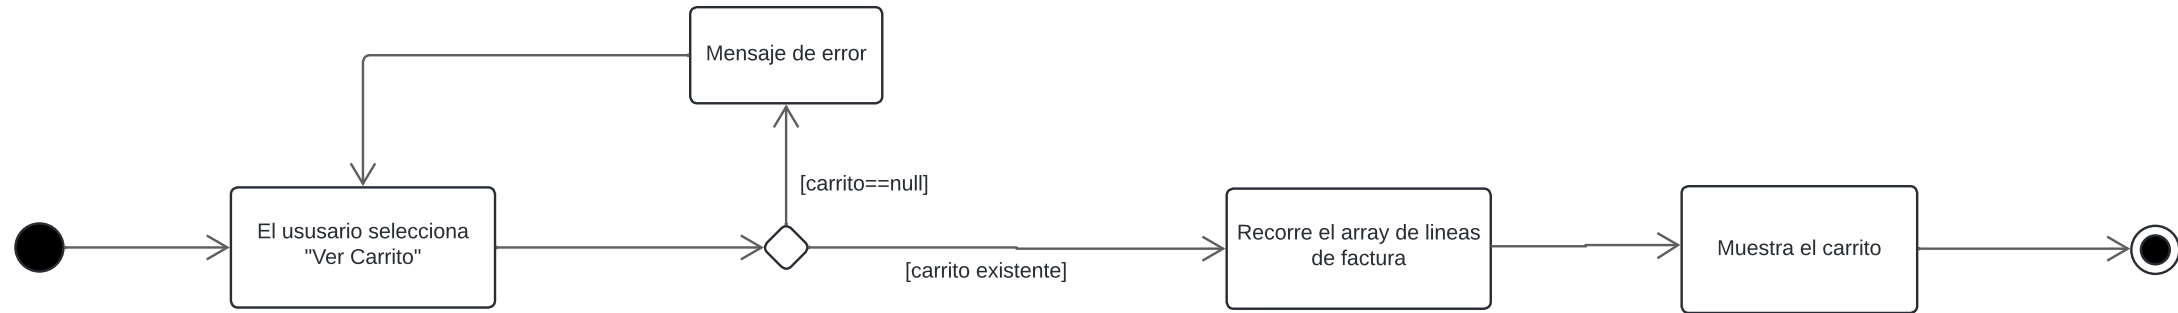 Mensaje de error
[carrito==null]
El ususario selecciona
"Ver Carrito"
[carrito existente]
Recorre el array de lineas
de factura
Muestra el carrito